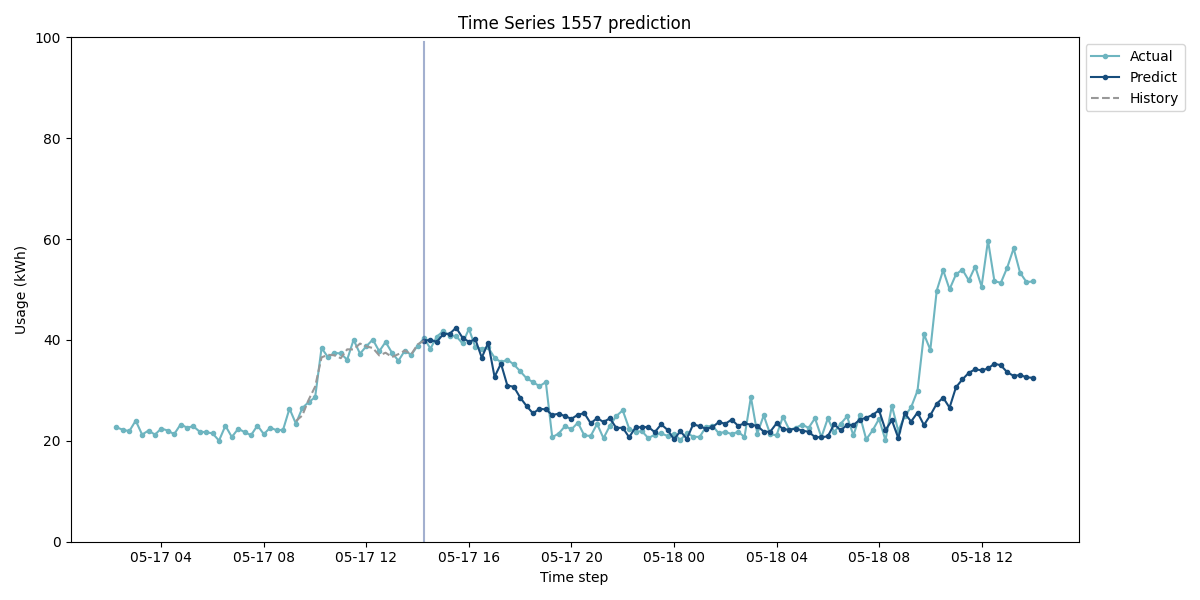 Time Series 1557 prediction
100
80
60
40
20
0
Usage (kWh)
05-17 04
05-17 08
05-17 12
05-17 16
05-17 20
05-18 00
05-18 04
05-18 08
05-18 12
Time step
Actual
Predict
History